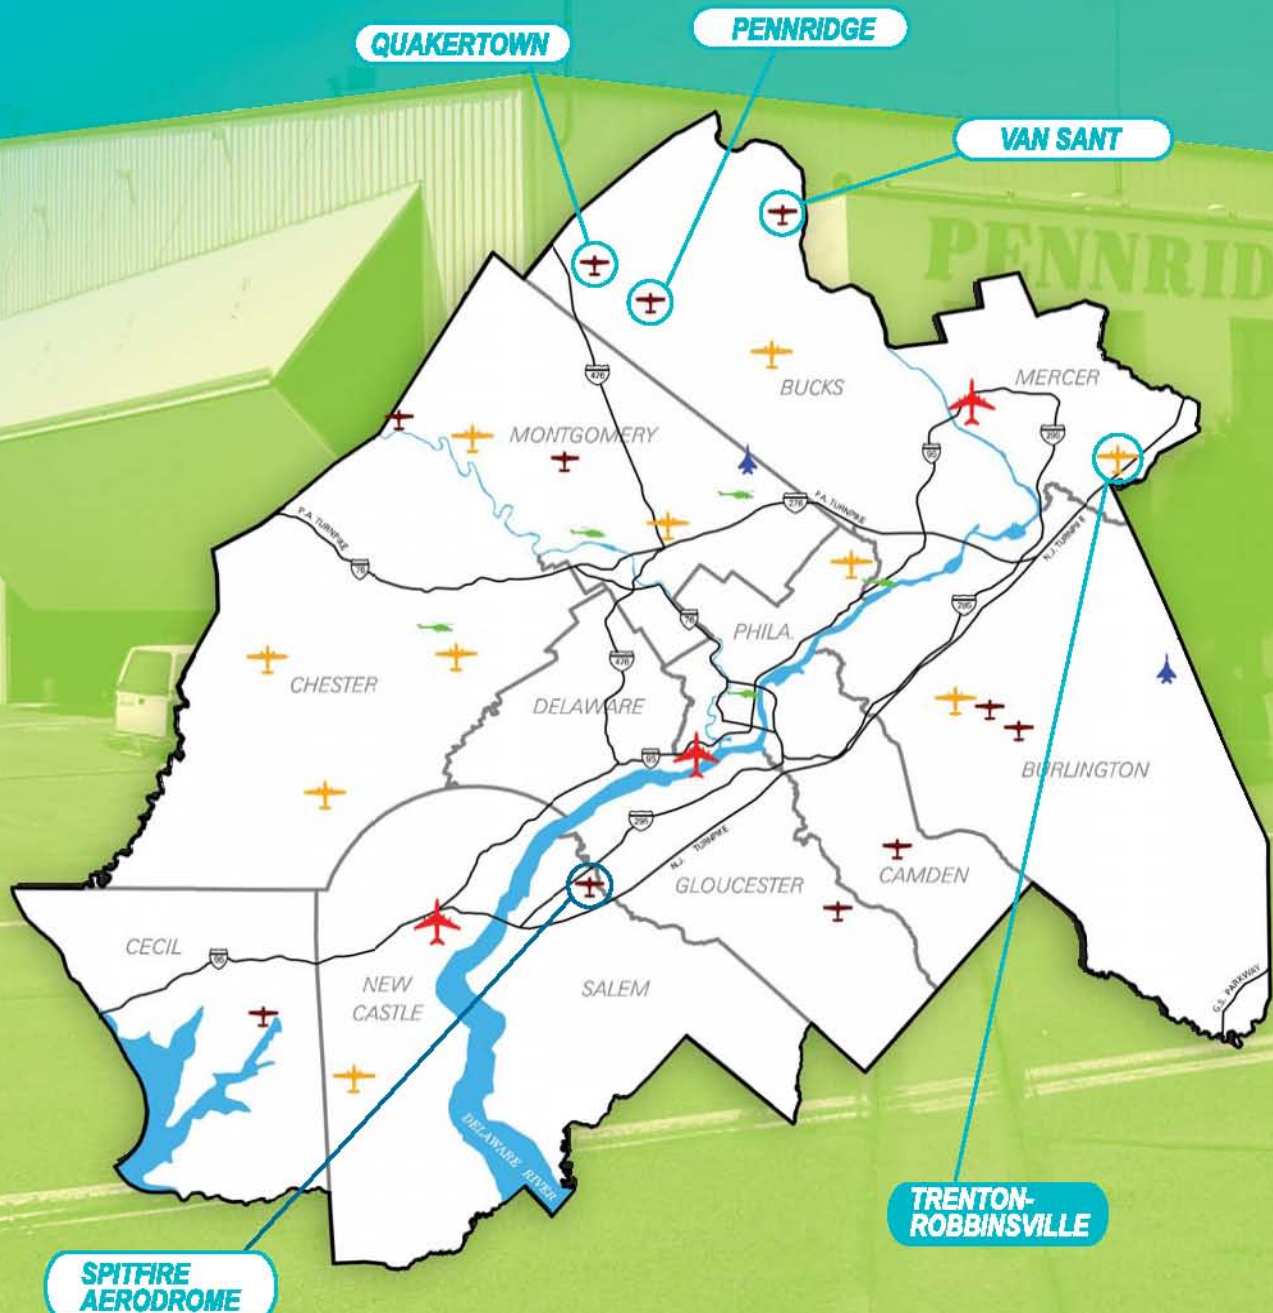 QUAKERTOWN
PENNRIDGE
VAN SANT
PENNRID
BUCKS
MERCER
476
MONTGOMERY
295
95
276
P.A. TURNPIKE
P.A. TURNPIKE
76
N.J. TURNPIKE
295
76
PHILA.
476
CHESTER
DELAWARE
95
BURLINGTON
295
N.J. TURNPIKE
GLOUCESTER
CAMDEN
CECIL
95
NEW
CASTLE
SALEM
G.S. PARKWAY
DELAWARE RIVER
TRENTON-
ROBBINSVILLE
SPITFIRE
AERODROME